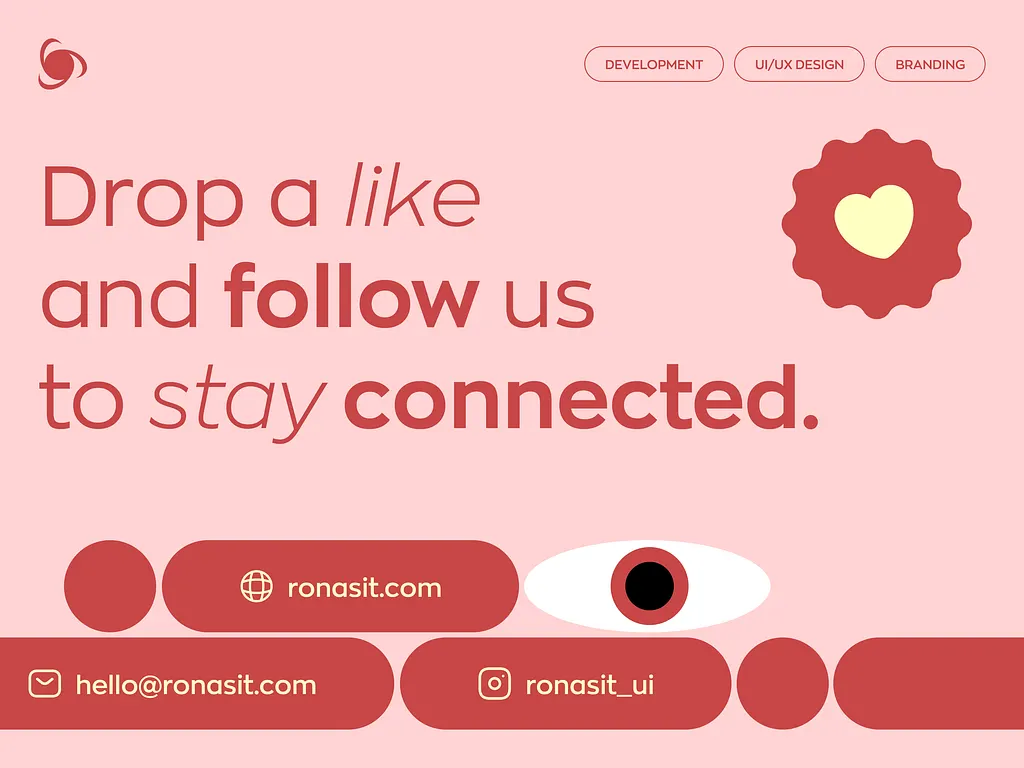 DEVELOPMENT
UI/UX DESIGN
BRANDING
Drop a like
and follow us
to stay connected.
ronasit.com
hello@ronasit.com
ronasit_ui